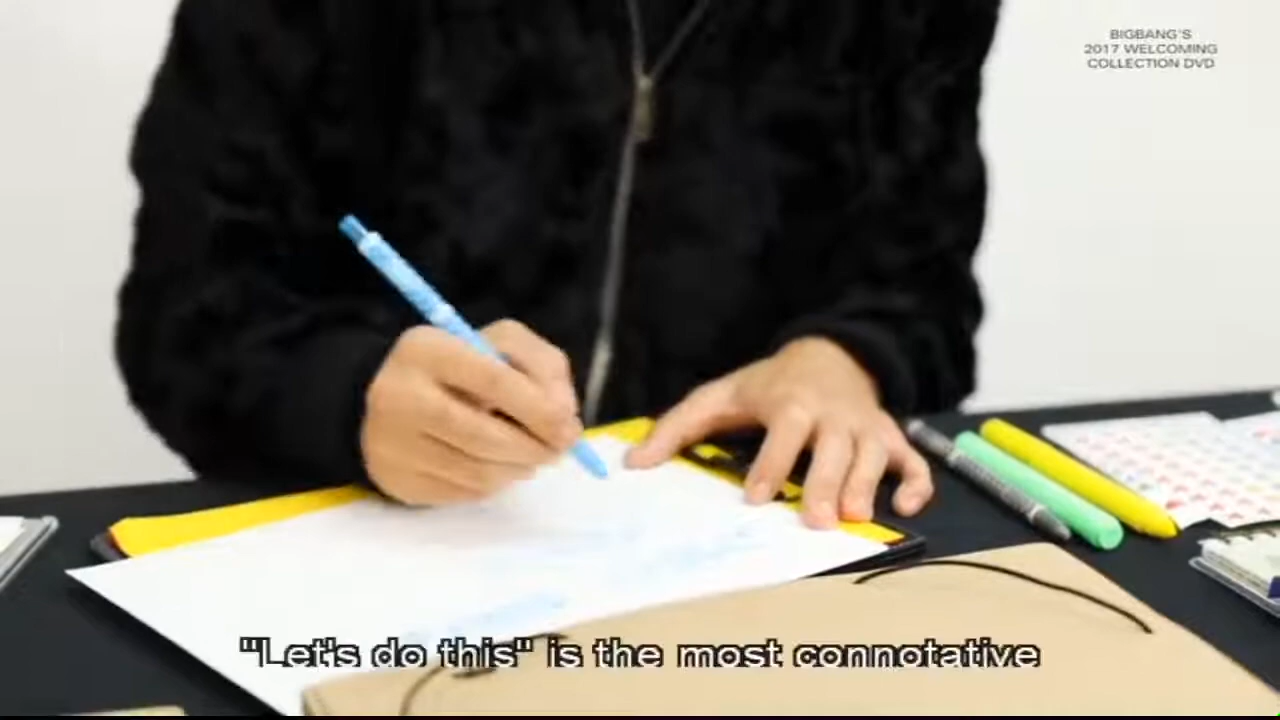 BIGBANG'S
2017 WELCOMING
COLLECTION DVD
"Let's do this" is the most connotative